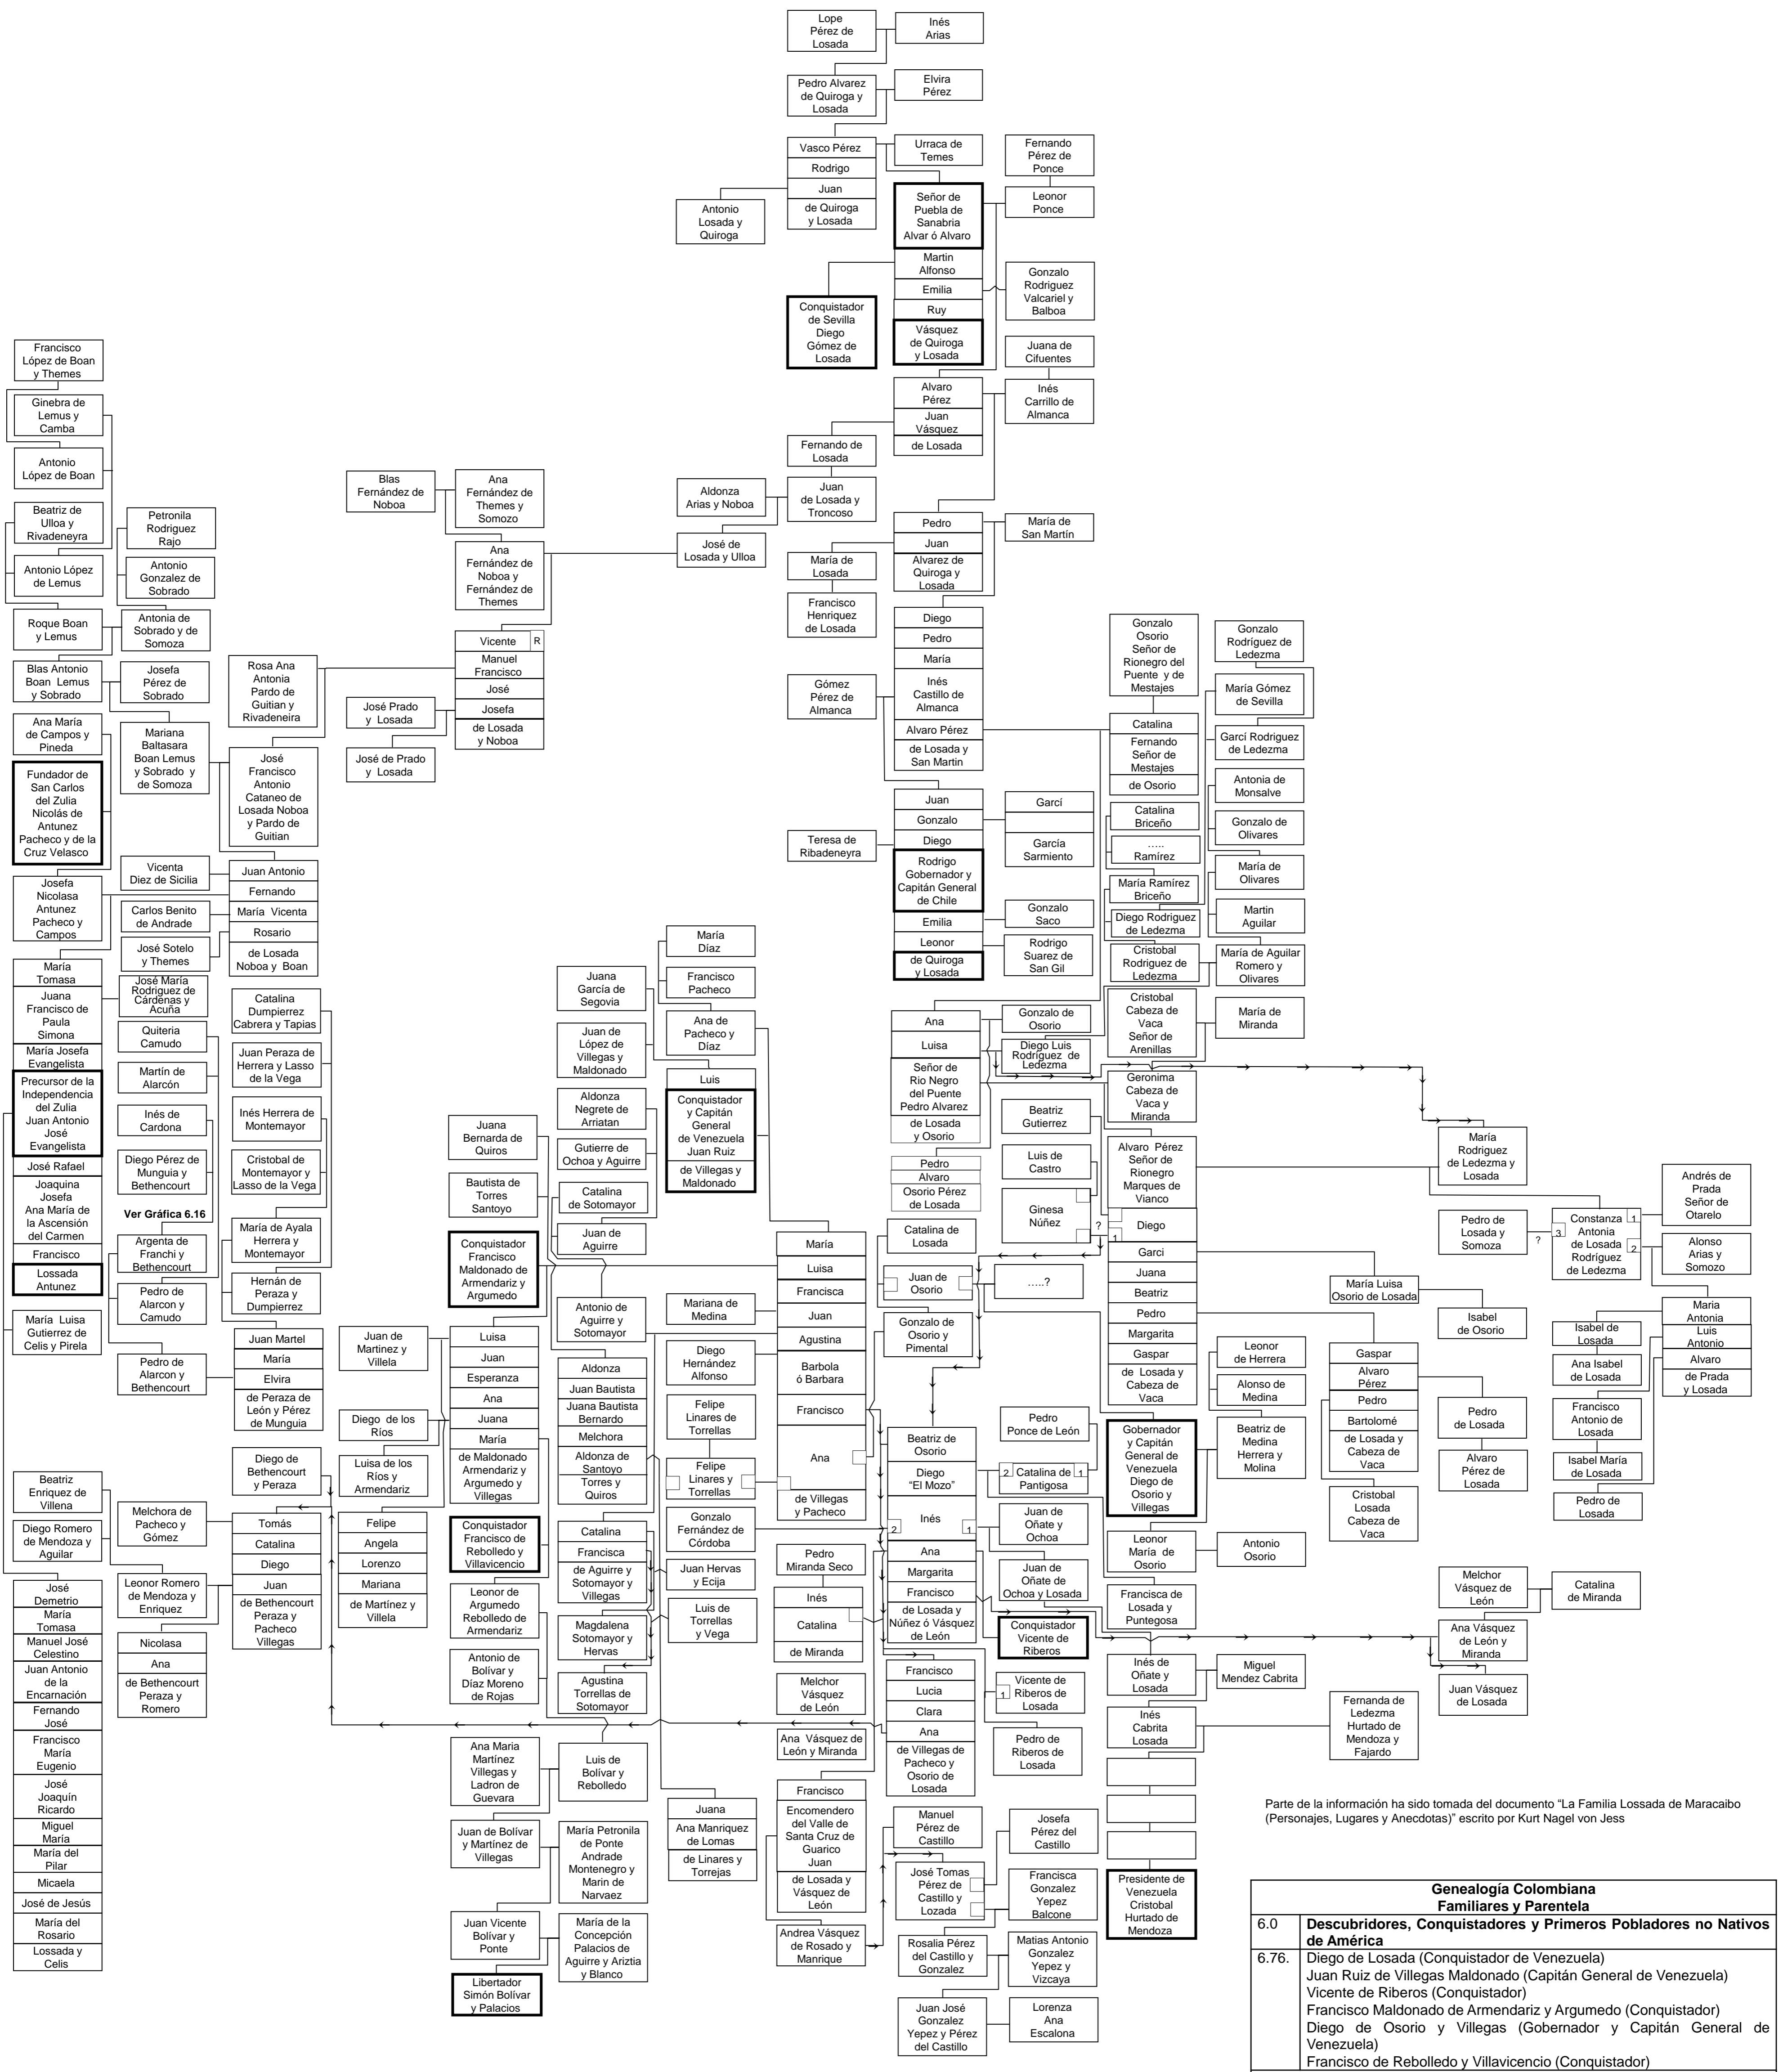 Lope
Pérez de
Losada
Inés
Arias
Pedro Alvarez
de Quiroga y
Losada
Elvira
Pérez
Vasco Pérez
Rodrigo
Juan
de Quiroga
y Losada
Urraca de
Temes
Fernando
Pérez de
Ponce
Antonio
Losada y
Quiroga
Señor de
Puebla de
Sanabria
Alvar ó Alvaro
Leonor
Ponce
Martin
Alfonso
Emilia
Ruy
Vásquez
de Quiroga
y Losada
Gonzalo
Rodriguez
Valcariel y
Balboa
Conquistador
de Sevilla
Diego
Gómez de
Losada
Juana de
Cifuentes
Alvaro
Pérez
Juan
Vásquez
de Losada
Inés
Carrillo de
Almanca
Fernando de
Losada
Francisco
López de Boan
y Themes
Ginebra de
Lemus y
Camba
Antonio
López de Boan
Beatriz de
Ulloa y
Rivadeneyra
Petronila
Rodriguez
Rajo
Antonio López
de Lemus
Antonio
Gonzalez de
Sobrado
Roque Boan
y Lemus
Antonia de
Sobrado y de
Somoza
Blas Antonio
Boan Lemus
y Sobrado
Josefa
Pérez de
Sobrado
Blas
Fernández de
Noboa
Ana
Fernández de
Themes y
Somozo
Aldonza
Arias y Noboa
Juan
de Losada y
Troncoso
Ana
Fernández de
Noboa y
Fernández de
Themes
José de
Losada y Ulloa
Pedro
Juan
Alvarez de
Quiroga y
Losada
María de
San Martín
María de
Losada
Francisco
Henriquez
de Losada
Vicente R
Manuel
Francisco
José
Josefa
de Losada
y Noboa
Rosa Ana
Antonia
Pardo de
Guitian y
Rivadeneira
José Prado
y Losada
José de Prado
y Losada
Diego
Pedro
María
Inés
Castillo de
Almanca
Alvaro Pérez
de Losada y
San Martin
Gómez
Pérez de
Almanca
Gonzalo
Osorio
Señor de
Rionegro del
Puente y de
Mestajes
Gonzalo
Rodríguez de
Ledezma
María Gómez
de Sevilla
Catalina
Fernando
Señor de
Mestajes
de Osorio
Garcí Rodriguez
de Ledezma
Ana María
de Campos y
Pineda
Mariana
Baltasara
Boan Lemus
y Sobrado y
de Somoza
José
Francisco
Antonio
Cataneo de
Losada Noboa
y Pardo de
Guitian
Fundador de
San Carlos
del Zulia
Nicolás de
Antunez
Pacheco y de la
Cruz Velasco
Juan
Gonzalo
Diego
Rodrigo
Gobernador y
Capitán General
de Chile
Emilia
Leonor
de Quiroga
y Losada
Teresa de
Ribadeneyra
Garcí
García
Sarmiento
Gonzalo
Saco
Rodrigo
Suarez de
San Gil
Catalina
Briceño
…..
Ramírez
María Ramírez
Briceño
Diego Rodriguez
de Ledezma
Cristobal
Rodriguez de
Ledezma
Antonia de
Monsalve
Gonzalo de
Olivares
María de
Olivares
Martin
Aguilar
María de Aguilar
Romero y
Olivares
Vicenta
Diez de Sicilia
Juan Antonio
Fernando
María Vicenta
Rosario
de Losada
Noboa y Boan
Josefa
Nicolasa
Antunez
Pacheco y
Campos
Carlos Benito
de Andrade
José Sotelo
y Themes
María
Tomasa
Juana
Francisco de
Paula
Simona
María Josefa
Evangelista
Precursor de la
Independencia
del Zulia
Juan Antonio
José
Evangelista
José Rafael
Joaquina
Josefa
Ana María de
la Ascensión
del Carmen
Francisco
Lossada
Antunez
José María
Rodriguez de
Cárdenas y
Acuña
Quiteria
Camudo
Martín de
Alarcón
Inés de
Cardona
Diego Pérez de
Munguia y
Bethencourt
Ver Gráfica 6.16
Argenta de
Franchi y
Bethencourt
Pedro de
Alarcon y
Camudo
Pedro de
Alarcon y
Bethencourt
Catalina
Dumpierrez
Cabrera y Tapias
Juan Peraza de
Herrera y Lasso
de la Vega
Inés Herrera de
Montemayor
Cristobal de
Montemayor y
Lasso de la Vega
María de Ayala
Herrera y
Montemayor
Hernán de
Peraza y
Dumpierrez
Juan Martel
María
Elvira
de Peraza de
León y Pérez
de Munguia
María Luisa
Gutierrez de
Celis y Pirela
María
Díaz
Francisco
Pacheco
Ana de
Pacheco y
Díaz
Juana
García de
Segovia
Juan de
López de
Villegas y
Maldonado
Luis
Conquistador
y Capitán
General
de Venezuela
Juan Ruiz
de Villegas y
Maldonado
Aldonza
Negrete de
Arriatan
Gutierre de
Ochoa y Aguirre
Catalina
de Sotomayor
Juan de
Aguirre
Juana
Bernarda de
Quiros
Bautista de
Torres
Santoyo
Conquistador
Francisco
Maldonado de
Armendariz y
Argumedo
Antonio de
Aguirre y
Sotomayor
Ana
Luisa
Señor de
Rio Negro
del Puente
Pedro Alvarez
de Losada
y Osorio
Gonzalo de
Osorio
Diego Luis
Rodríguez de
Ledezma
Cristobal
Cabeza de
Vaca
Señor de
Arenillas
María de
Miranda
Geronima
Cabeza de
Vaca y
Miranda
Pedro
Alvaro
Osorio Pérez
de Losada
Beatriz
Gutierrez
Luis de
Castro
Ginesa
Núñez
? 1
Alvaro Pérez
Señor de
Rionegro
Marques de
Vianco
Diego
Garci
Juana
Beatriz
Pedro
Margarita
Gaspar
de Losada y
Cabeza de
Vaca
María
Rodriguez
de Ledezma y
Losada
Andrés de
Prada
Señor de
Otarelo
Pedro de
Losada y
Somoza
? 3
Constanza 1
Antonia
de Losada
Rodríguez 2
de Ledezma
Alonso
Arias y
Somozo
María Luisa
Osorio de Losada
Isabel
de Osorio
Maria
Antonia
Luis
Antonio
Alvaro
de Prada
y Losada
Isabel de
Losada
Ana Isabel
de Losada
Francisco
Antonio de
Losada
Isabel María
de Losada
Pedro de
Losada
Catalina de
Losada
Juan de
Osorio
…..?
Gonzalo de
Osorio y
Pimental
María
Luisa
Francisca
Juan
Agustina
Barbola
ó Barbara
Francisco
Ana
de Villegas
y Pacheco
Mariana de
Medina
Diego
Hernández
Alfonso
Felipe
Linares de
Torrellas
Felipe
Linares y
Torrellas
Juan de
Martinez y
Villela
Luisa
Juan
Esperanza
Ana
Juana
María
de Maldonado
Armendariz y
Argumedo y
Villegas
Aldonza
Juan Bautista
Juana Bautista
Bernardo
Melchora
Aldonza de
Santoyo
Torres y
Quiros
Diego de los
Ríos
Luisa de los
Ríos y
Armendariz
Leonor
de Herrera
Alonso de
Medina
Beatriz de
Medina
Herrera y
Molina
Gaspar
Alvaro
Pérez
Pedro
Bartolomé
de Losada y
Cabeza de
Vaca
Pedro
de Losada
Alvaro
Pérez de
Losada
Cristobal
Losada
Cabeza de
Vaca
Gobernador
y Capitán
General de
Venezuela
Diego de
Osorio y
Villegas
Pedro
Ponce de León
2 Catalina de 1
Pantigosa
Beatriz de
Osorio
Diego
“El Mozo”
Inés
2 1
Ana
Margarita
Francisco
de Losada y
Núñez ó Vásquez
de León
Juan de
Oñate y
Ochoa
Juan de
Oñate de
Ochoa y Losada
Leonor
María de
Osorio
Antonio
Osorio
Francisca de
Losada y
Puntegosa
Gonzalo
Fernández de
Córdoba
Pedro
Miranda Seco
Inés
Catalina
de Miranda
Conquistador
Vicente de
Riberos
Melchor
Vásquez de
León
Catalina
de Miranda
Ana Vásquez
de León y
Miranda
Juan Vásquez
de Losada
Diego de
Bethencourt
y Peraza
Beatriz
Enriquez de
Villena
Diego Romero
de Mendoza y
Aguilar
Melchora de
Pacheco y
Gómez
Leonor Romero
de Mendoza y
Enriquez
Nicolasa
Ana
de Bethencourt
Peraza y
Romero
Tomás
Catalina
Diego
Juan
de Bethencourt
Peraza y
Pacheco
Villegas
Felipe
Angela
Lorenzo
Mariana
de Martínez y
Villela
Conquistador
Francisco de
Rebolledo y
Villavicencio
Leonor de
Argumedo
Rebolledo de
Armendariz
Antonio de
Bolívar y
Díaz Moreno
de Rojas
Catalina
Francisca
de Aguirre y
Sotomayor y
Villegas
Magdalena
Sotomayor y
Hervas
Agustina
Torrellas de
Sotomayor
Juan Hervas
y Ecija
Luis de
Torrellas
y Vega
Melchor
Vásquez
de León
Ana Vásquez de
León y Miranda
Francisco
Lucia
Clara
Ana
de Villegas de
Pacheco y
Osorio de
Losada
Vicente de
Riberos de
1
Losada
Pedro de
Riberos de
Losada
Inés de
Oñate y
Losada
Miguel
Mendez Cabrita
Inés
Cabrita
Losada
Fernanda de
Ledezma
Hurtado de
Mendoza y
Fajardo
José
Demetrio
María
Tomasa
Manuel José
Celestino
Juan Antonio
de la
Encarnación
Fernando
José
Francisco
María
Eugenio
José
Joaquín
Ricardo
Miguel
María
María del
Pilar
Micaela
José de Jesús
María del
Rosario
Lossada y
Celis
Ana Maria
Martínez
Villegas y
Ladron de
Guevara
Luis de
Bolívar y
Rebolledo
Juan de Bolívar
y Martínez de
Villegas
María Petronila
de Ponte
Andrade
Montenegro y
Marin de
Narvaez
Juan Vicente
Bolívar y
Ponte
María de la
Concepción
Palacios de
Aguirre y Ariztia
y Blanco
Libertador
Simón Bolívar
y Palacios
Juana
Ana Manriquez
de Lomas
de Linares y
Torrejas
Francisco
Encomendero
del Valle de
Santa Cruz de
Guarico
Juan
de Losada y
Vásquez de
León
Andrea Vásquez
de Rosado y
Manrique
Manuel
Pérez de
Castillo
José Tomas
Pérez de
Castillo y
Lozada
Josefa
Pérez del
Castillo
Francisca
Gonzalez
Yepez
Balcone
Rosalia Pérez
del Castillo y
Gonzalez
Matias Antonio
Gonzalez
Yepez y
Vizcaya
Juan José
Gonzalez
Yepez y Pérez
del Castillo
Lorenza
Ana
Escalona
Presidente de
Venezuela
Cristobal
Hurtado de
Mendoza
Parte de la información ha sido tomada del documento “La Familia Lossada de Maracaibo
(Personajes, Lugares y Anecdotas)” escrito por Kurt Nagel von Jess
Genealogía Colombiana
Familiares y Parentela
6.0 Descubridores, Conquistadores y Primeros Pobladores no Nativos
de América
6.76. Diego de Losada (Conquistador de Venezuela)
Juan Ruiz de Villegas Maldonado (Capitán General de Venezuela)
Vicente de Riberos (Conquistador)
Francisco Maldonado de Armendariz y Argumedo (Conquistador)
Diego de Osorio y Villegas (Gobernador y Capitán General de
Venezuela)
Francisco de Rebolledo y Villavicencio (Conquistador)